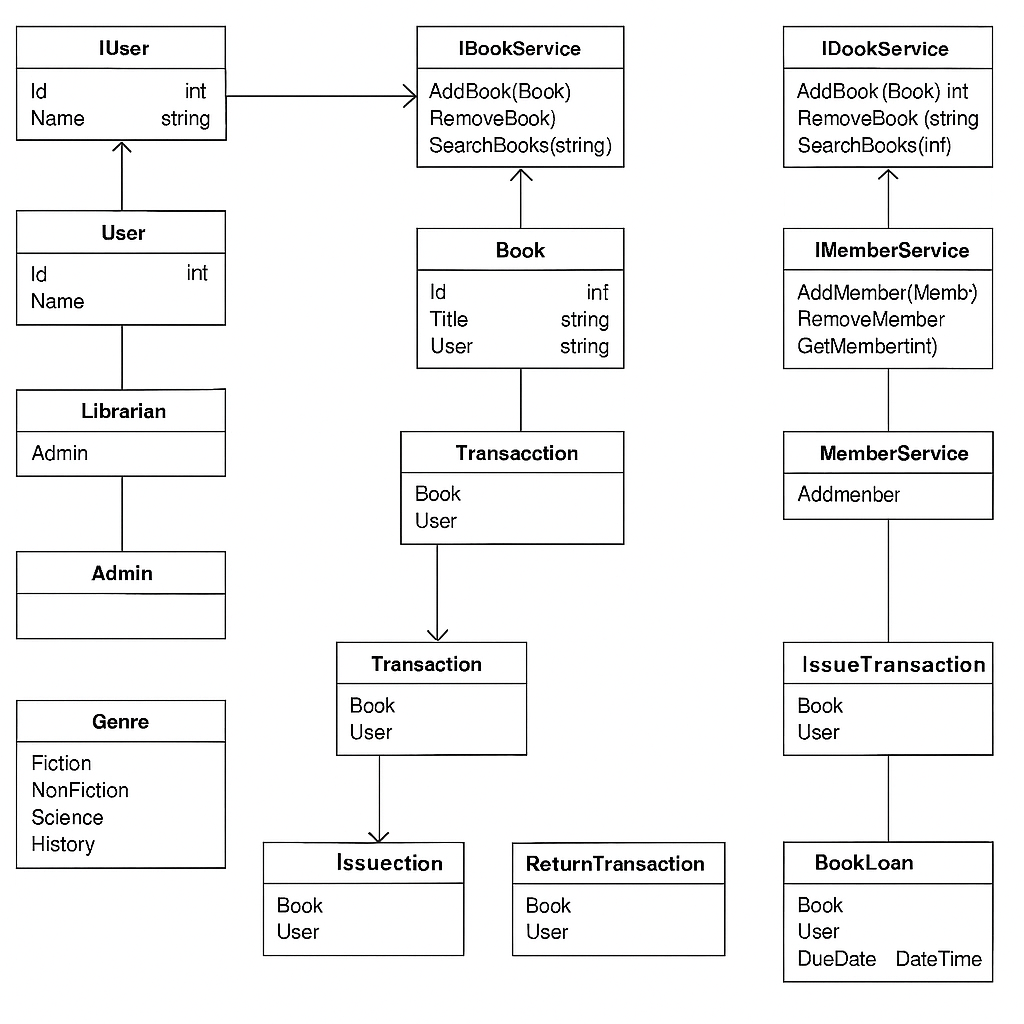 IUser
Id int
Name string
User
Id int
Name
Librarian
Admin
Admin
Genre
Fiction
NonFiction
Science
History
IBookService
AddBook(Book)
RemoveBook)
SearchBooks(string)
Book
Id inf
Title string
User string
Transacction
Book
User
Transaction
Book
User
Issuection
Book
User
ReturnTransaction
Book
User
IDookService
AddBook (Book) int
RemoveBook (string
SearchBooks(inf)
IMemberService
AddMember(Memb·)
RemoveMember
GetMembertint)
MemberService
Addmenber
IssueTransaction
Book
User
BookLoan
Book
User
DueDate DateTime